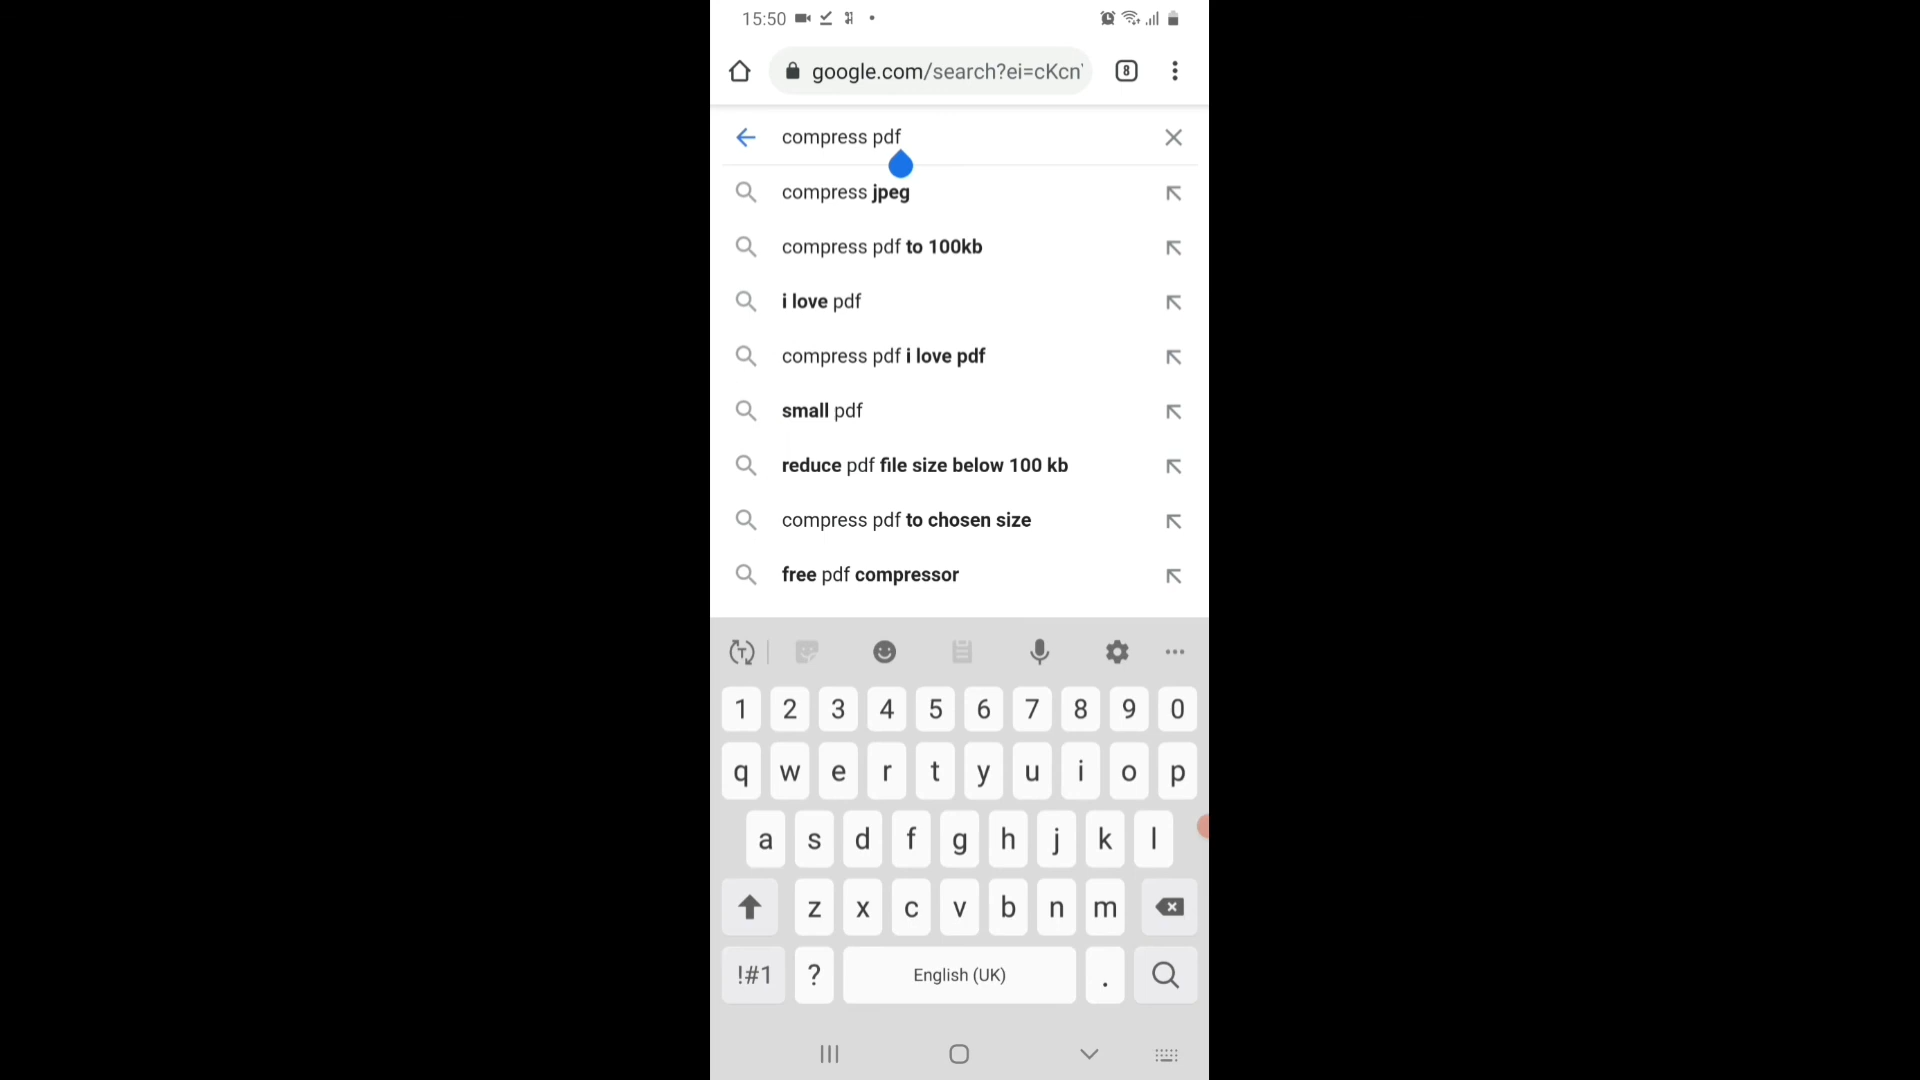 15:50
google.com/search?ei=cKcn
8
compress pdf
compress jpeg
compress pdf to 100kb
i love pdf
compress pdf i love pdf
small pdf
reduce pdf file size below 100 kb
compress pdf to chosen size
free pdf compressor
T
1 2 3 4 5 6 7 8 9 0
q w e r t y u i o p
a s d f g h j k l
z x c v b n m
!#1 ? English (UK) .